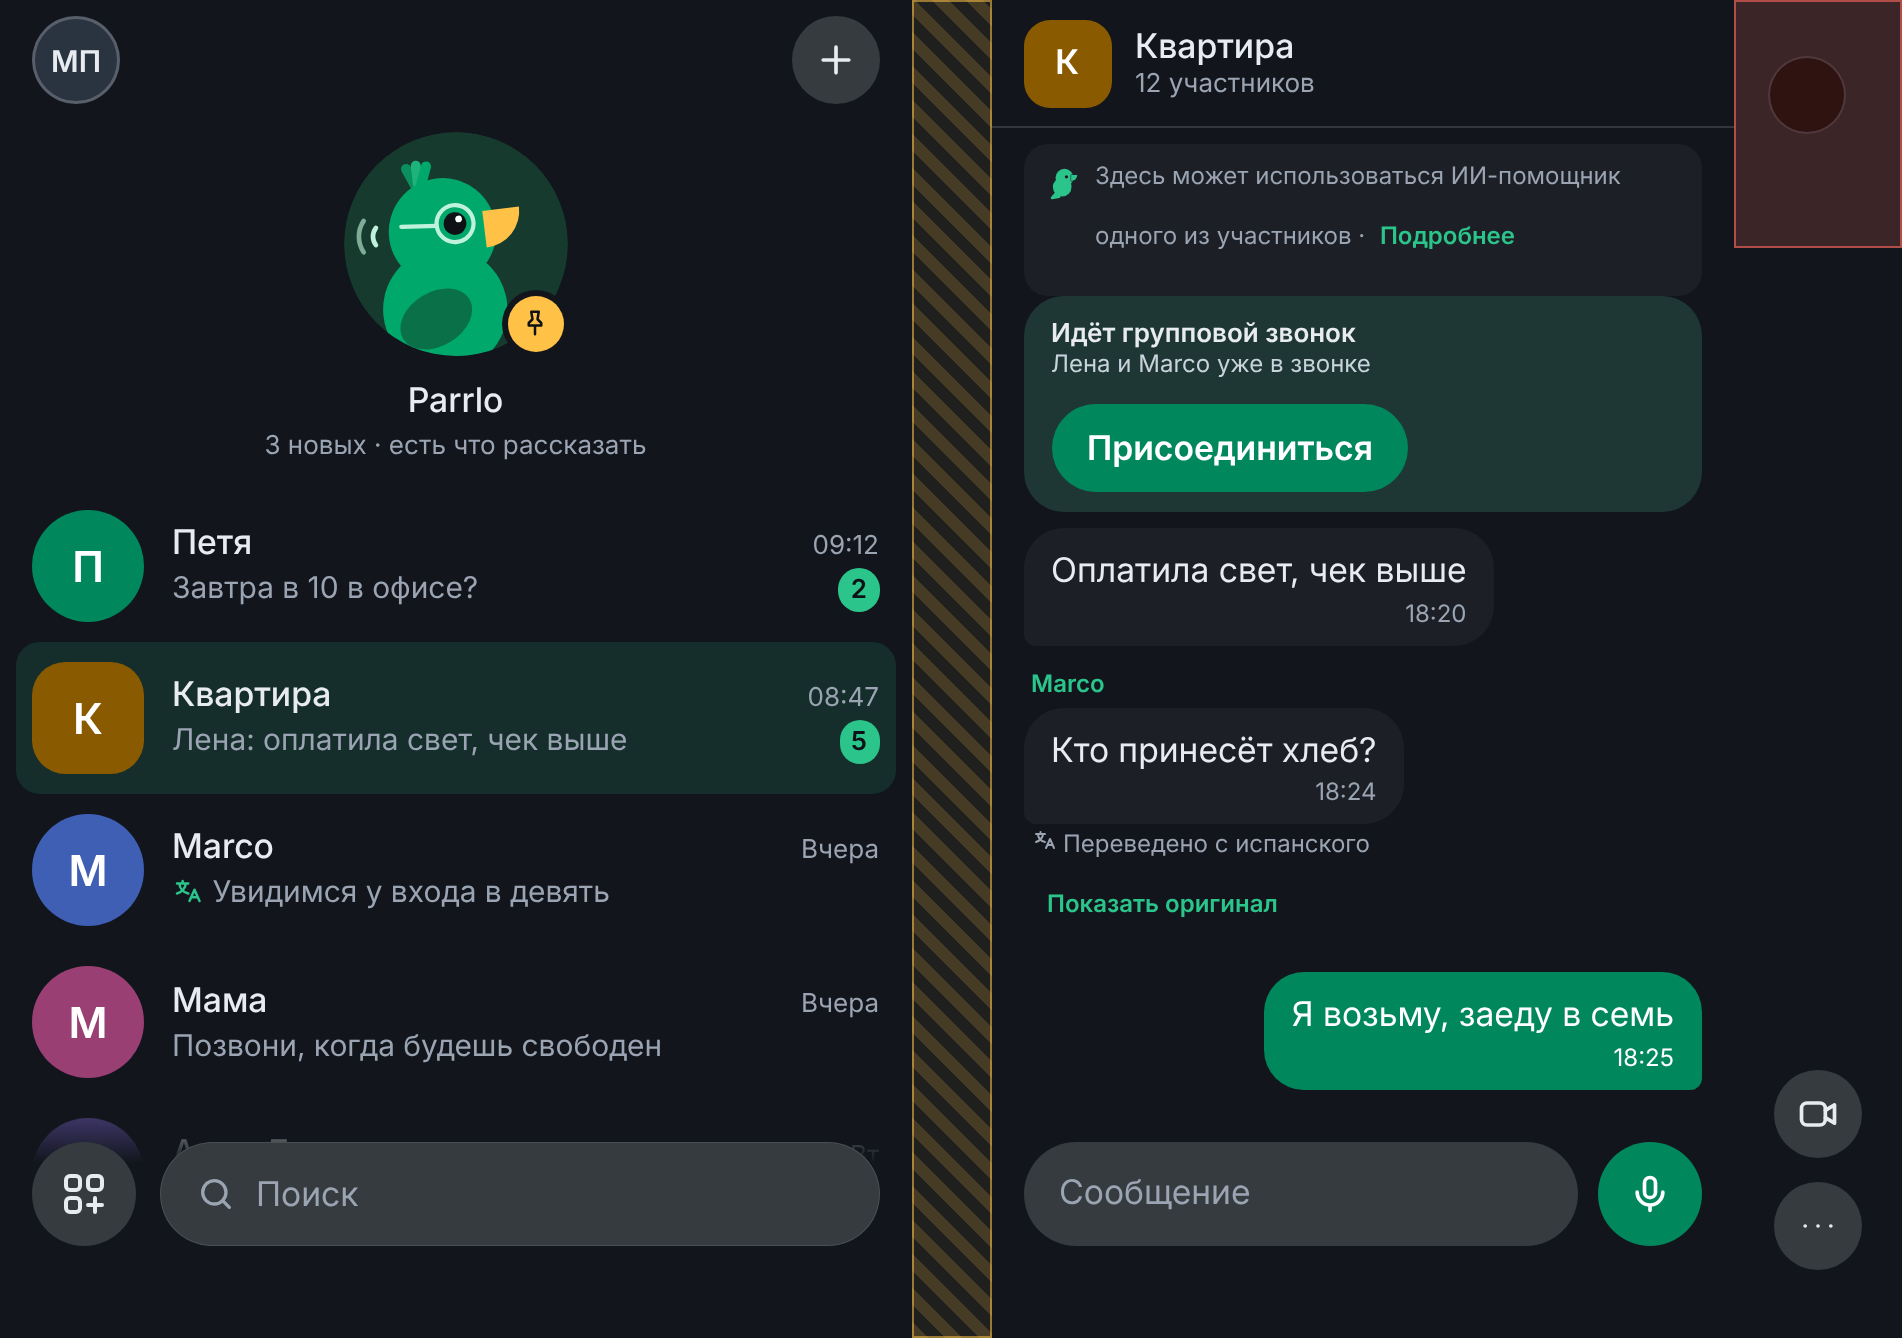 МП
Parrlo
3 новых · есть что рассказать
П
Петя
09:12
Завтра в 10 в офисе?
2
К
Квартира
08:47
Лена: оплатила свет, чек выше
5
М
Marco
Вчера
Увидимся у входа в девять
М
Мама
Вчера
Позвони, когда будешь свободен
Поиск
К
Квартира
12 участников
Здесь может использоваться ИИ-помощник
одного из участников · Подробнее
Идёт групповой звонок
Лена и Marco уже в звонке
Присоединиться
Оплатила свет, чек выше
18:20
Marco
Кто принесёт хлеб?
18:24
Переведено с испанского
Показать оригинал
Я возьму, заеду в семь
18:25
Сообщение